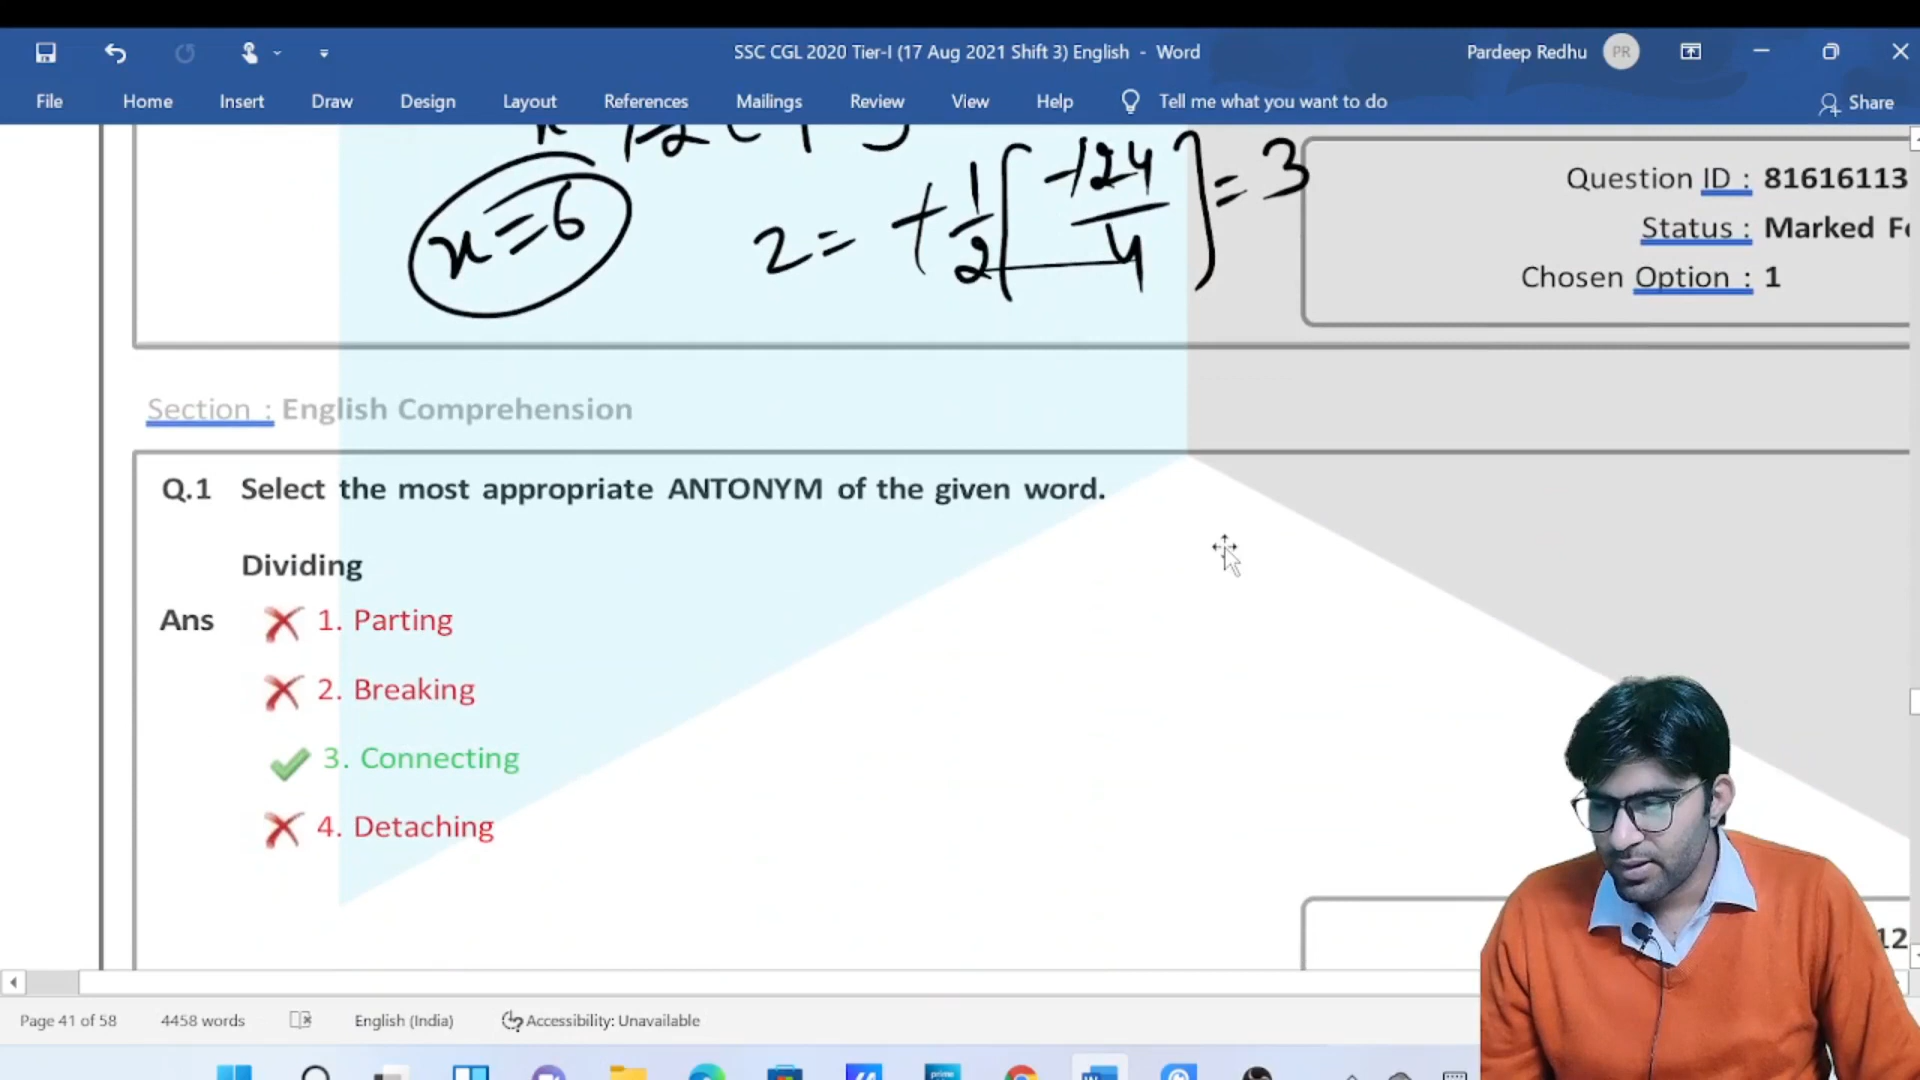 SSC CGL 2020 Tier-I (17 Aug 2021 Shift 3) English - Word
Pardeep Redhu PR
File Home Insert Draw Design Layout References Mailings Review View Help Tell me what you want to do Share
x=6
2= +1/2[-124/4]=3
Question ID : 81616113
Status : Marked Fo
Chosen Option : 1
Section : English Comprehension
Q.1 Select the most appropriate ANTONYM of the given word.
Dividing
Ans 1. Parting
2. Breaking
3. Connecting
4. Detaching
12
Page 41 of 58 4458 words English (India) Accessibility: Unavailable
prime